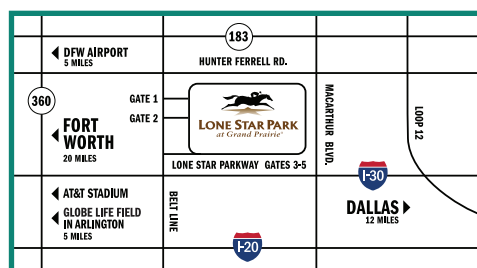 183
DFW AIRPORT
5 MILES
HUNTER FERRELL RD.
360
GATE 1
GATE 2
LONE STAR PARK
at Grand Prairie
MACARTHUR BLVD.
LOOP 12
FORT
WORTH
20 MILES
LONE STAR PARKWAY GATES 3-5
I-30
AT&T STADIUM
GLOBE LIFE FIELD
IN ARLINGTON
5 MILES
BELT LINE
DALLAS
12 MILES
I-20